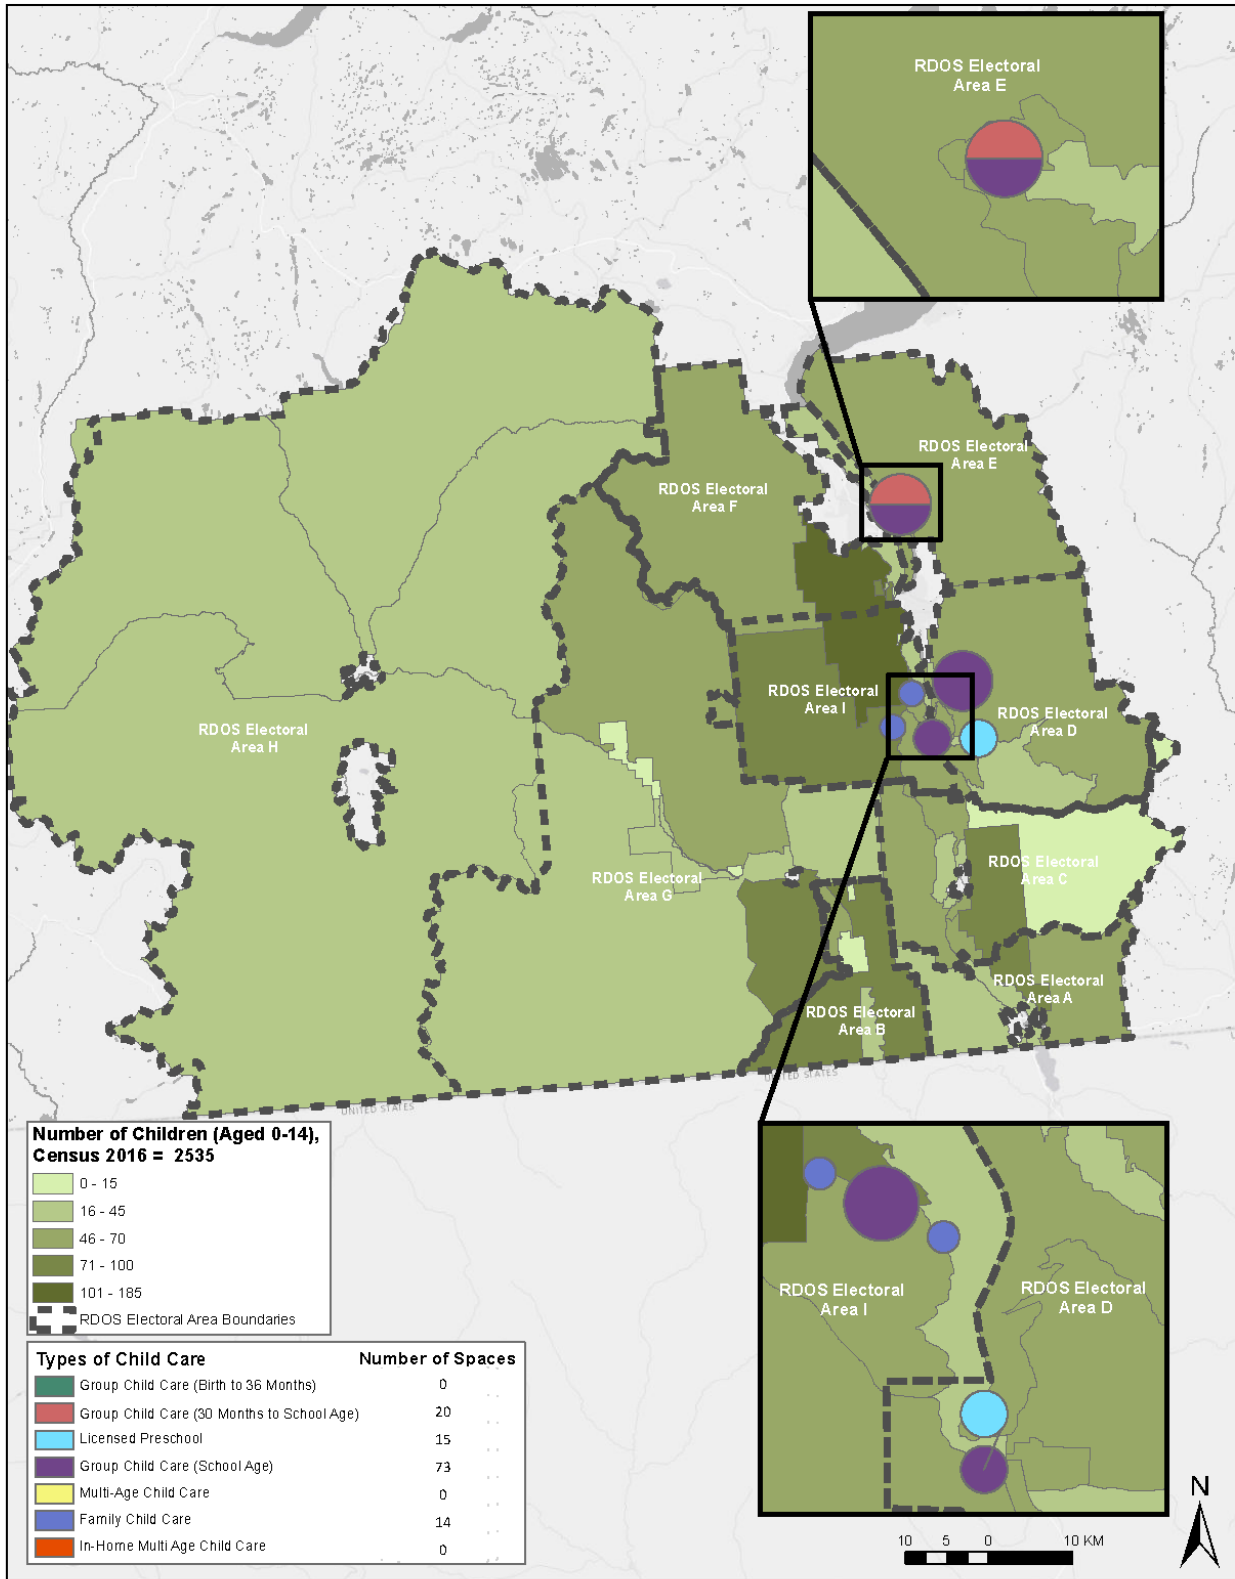 RDOS Electoral
Area E
RDOS Electoral
Area E
RDOS Electoral
Area F
RDOS Electoral
Area I
RDOS Electoral
Area D
RDOS Electoral
Area H
RDOS Electoral
Area G
RDOS Electoral
Area C
RDOS Electoral
Area A
RDOS Electoral
Area B
UNITED STATES
UNITED STATES
Number of Children (Aged 0-14),
Census 2016 = 2535
0 - 15
16 - 45
46 - 70
71 - 100
101 - 185
RDOS Electoral Area Boundaries
Types of Child Care Number of Spaces
Group Child Care (Birth to 36 Months) 0
Group Child Care (30 Months to School Age) 20
Licensed Preschool 15
Group Child Care (School Age) 73
Multi-Age Child Care 0
Family Child Care 14
In-Home Multi Age Child Care 0
RDOS Electoral
Area I
RDOS Electoral
Area D
N
10 5 0 10 KM